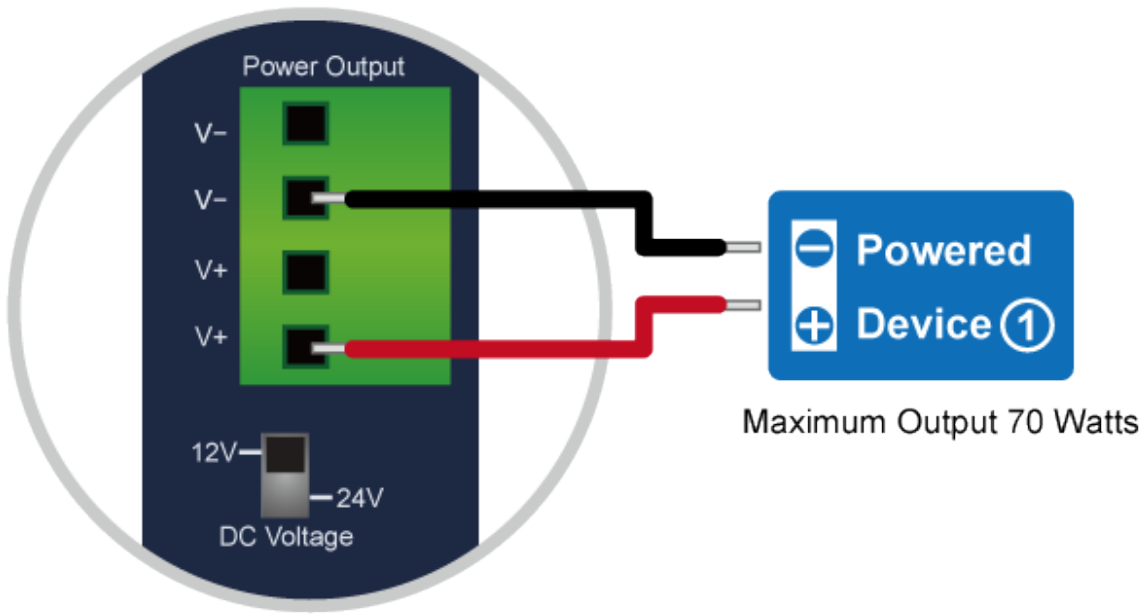 Power Output
V−
V−
V+
V+
− Powered
+ Device ①
Maximum Output 70 Watts
12V
24V
DC Voltage